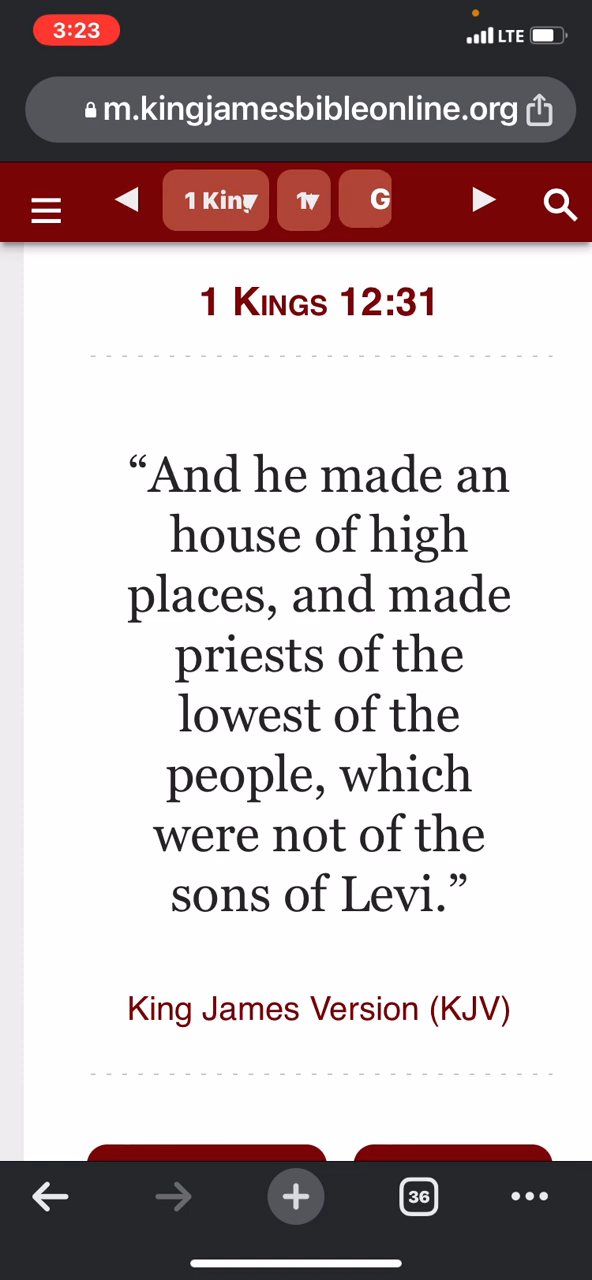 3:23
LTE
m.kingjamesbibleonline.org
1 King
1
G
1 Kings 12:31
“And he made an
house of high
places, and made
priests of the
lowest of the
people, which
were not of the
sons of Levi.”
King James Version (KJV)
36